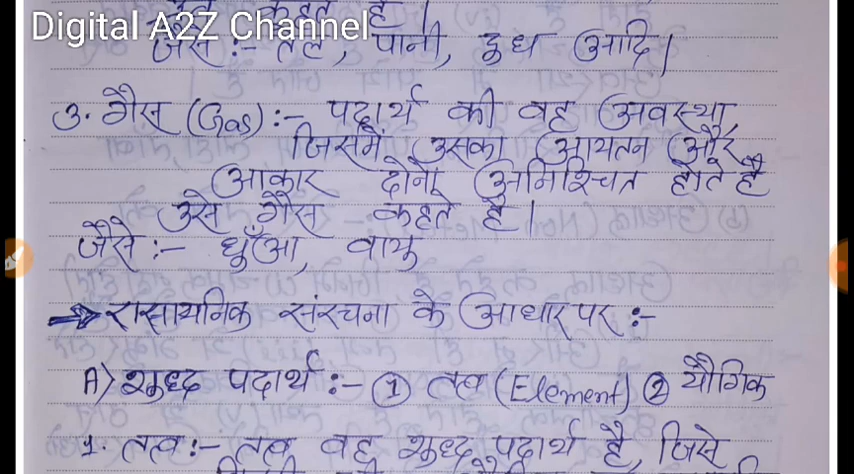 कहते है।
Digital A2Z Channel
जैसे :- तेल, पानी, दुध आदि।
3. गैस (Gas) :- पदार्थ की वह अवस्था,
जिसमें उसका आयतन और
आकार दोनों अनिश्चित होते है
उसे गैस कहते है।
जैसे :- धुँआ, वायु
→ रासायनिक संरचना के आधार पर :-
A) शुध्द पदार्थ :- ① तत्व (Element) ② यौगिक
1. तत्व :- तत्व वह शुध्द पदार्थ है, जिसे